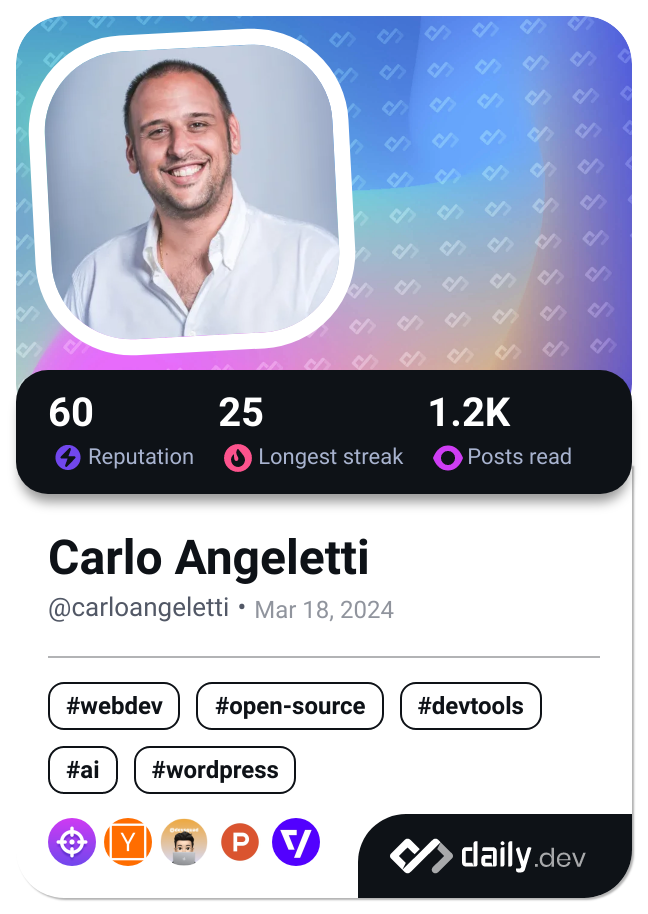 60 25 1.2K
Reputation Longest streak Posts read
Carlo Angeletti
@carloangeletti • Mar 18, 2024
#webdev #open-source #devtools
#ai #wordpress
Y P
daily.dev